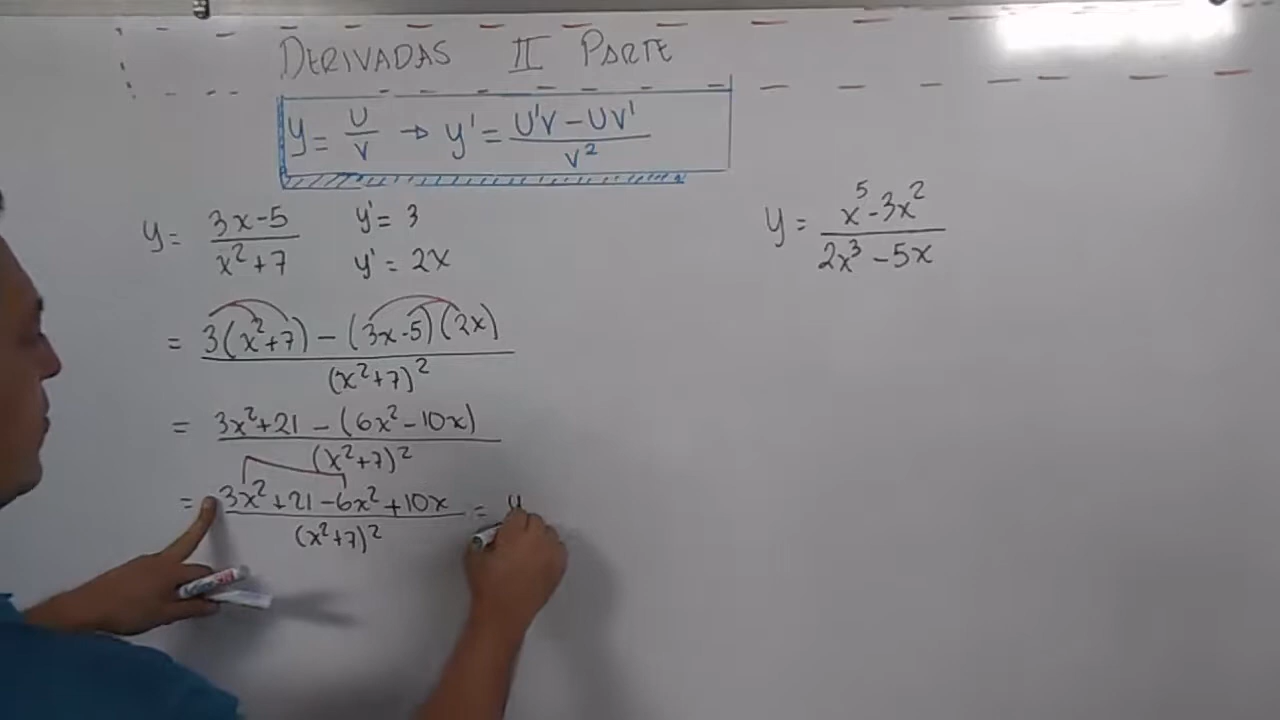 DERIVADAS II PARTE
y = U/V → y' = U'V - UV'/V²
y = 3x-5/x²+7
y' = 3
y' = 2x
= 3(x²+7) - (3x-5)(2x)/(x²+7)²
= 3x²+21 - (6x²-10x)/(x²+7)²
= 3x²+21-6x²+10x/(x²+7)² =
y = x⁵-3x²/2x³-5x